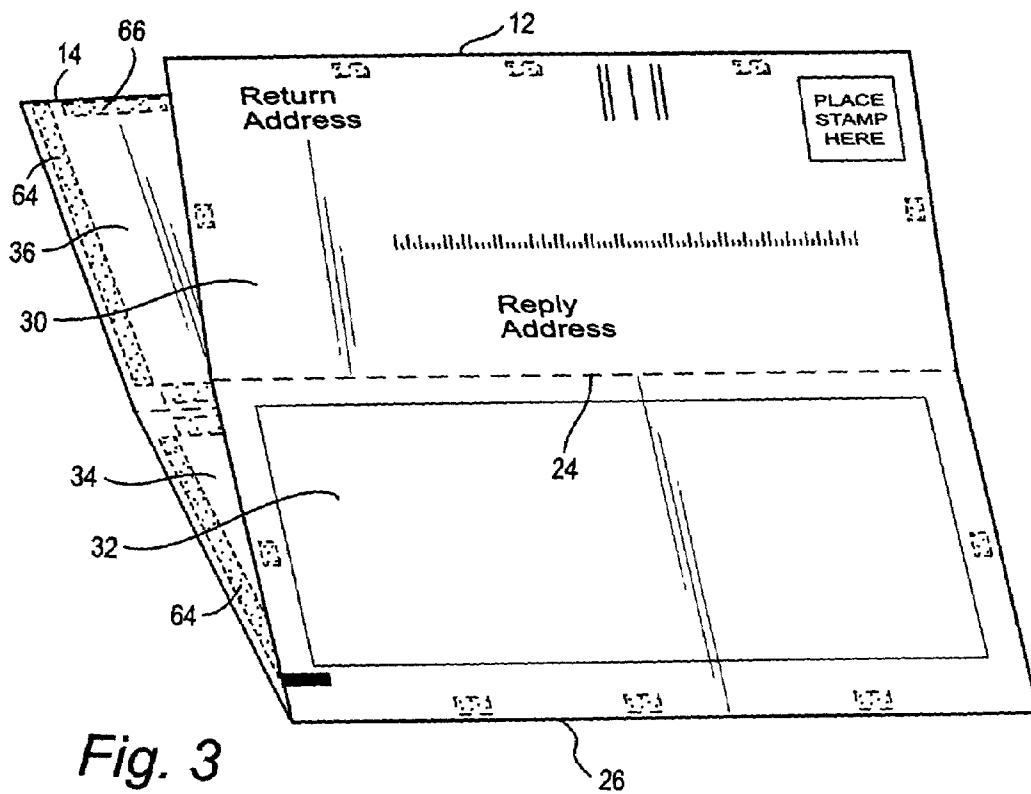 12
66
14
Return
Address
PLACE
STAMP
HERE
64
36
30
Reply
Address
24
34
32
64
Fig. 3
26